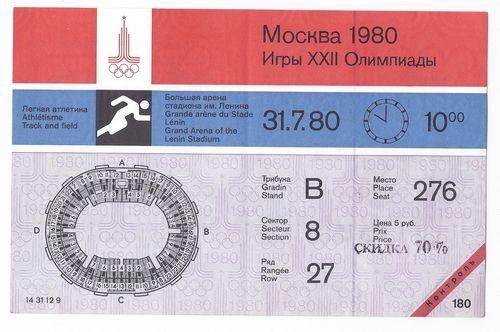 Москва 1980
Игры XXII Олимпиады
Легкая атлетика
Athlétisme
Track and field
Большая арена
стадиона им. Ленина
Grande arène du Stade
Lénin
Grand Arena of the
Lenin Stadium
31.7.80
10 00
A
B
C
D
14 31 12 9
Трибуна
Gradin
Stand
B
Место
Place
Seat
276
Сектор
Secteur
Section
8
Цена 5 руб.
Prix
Price
СКИДКА 70%
Ряд
Rangée
Row
27
Контроль
180